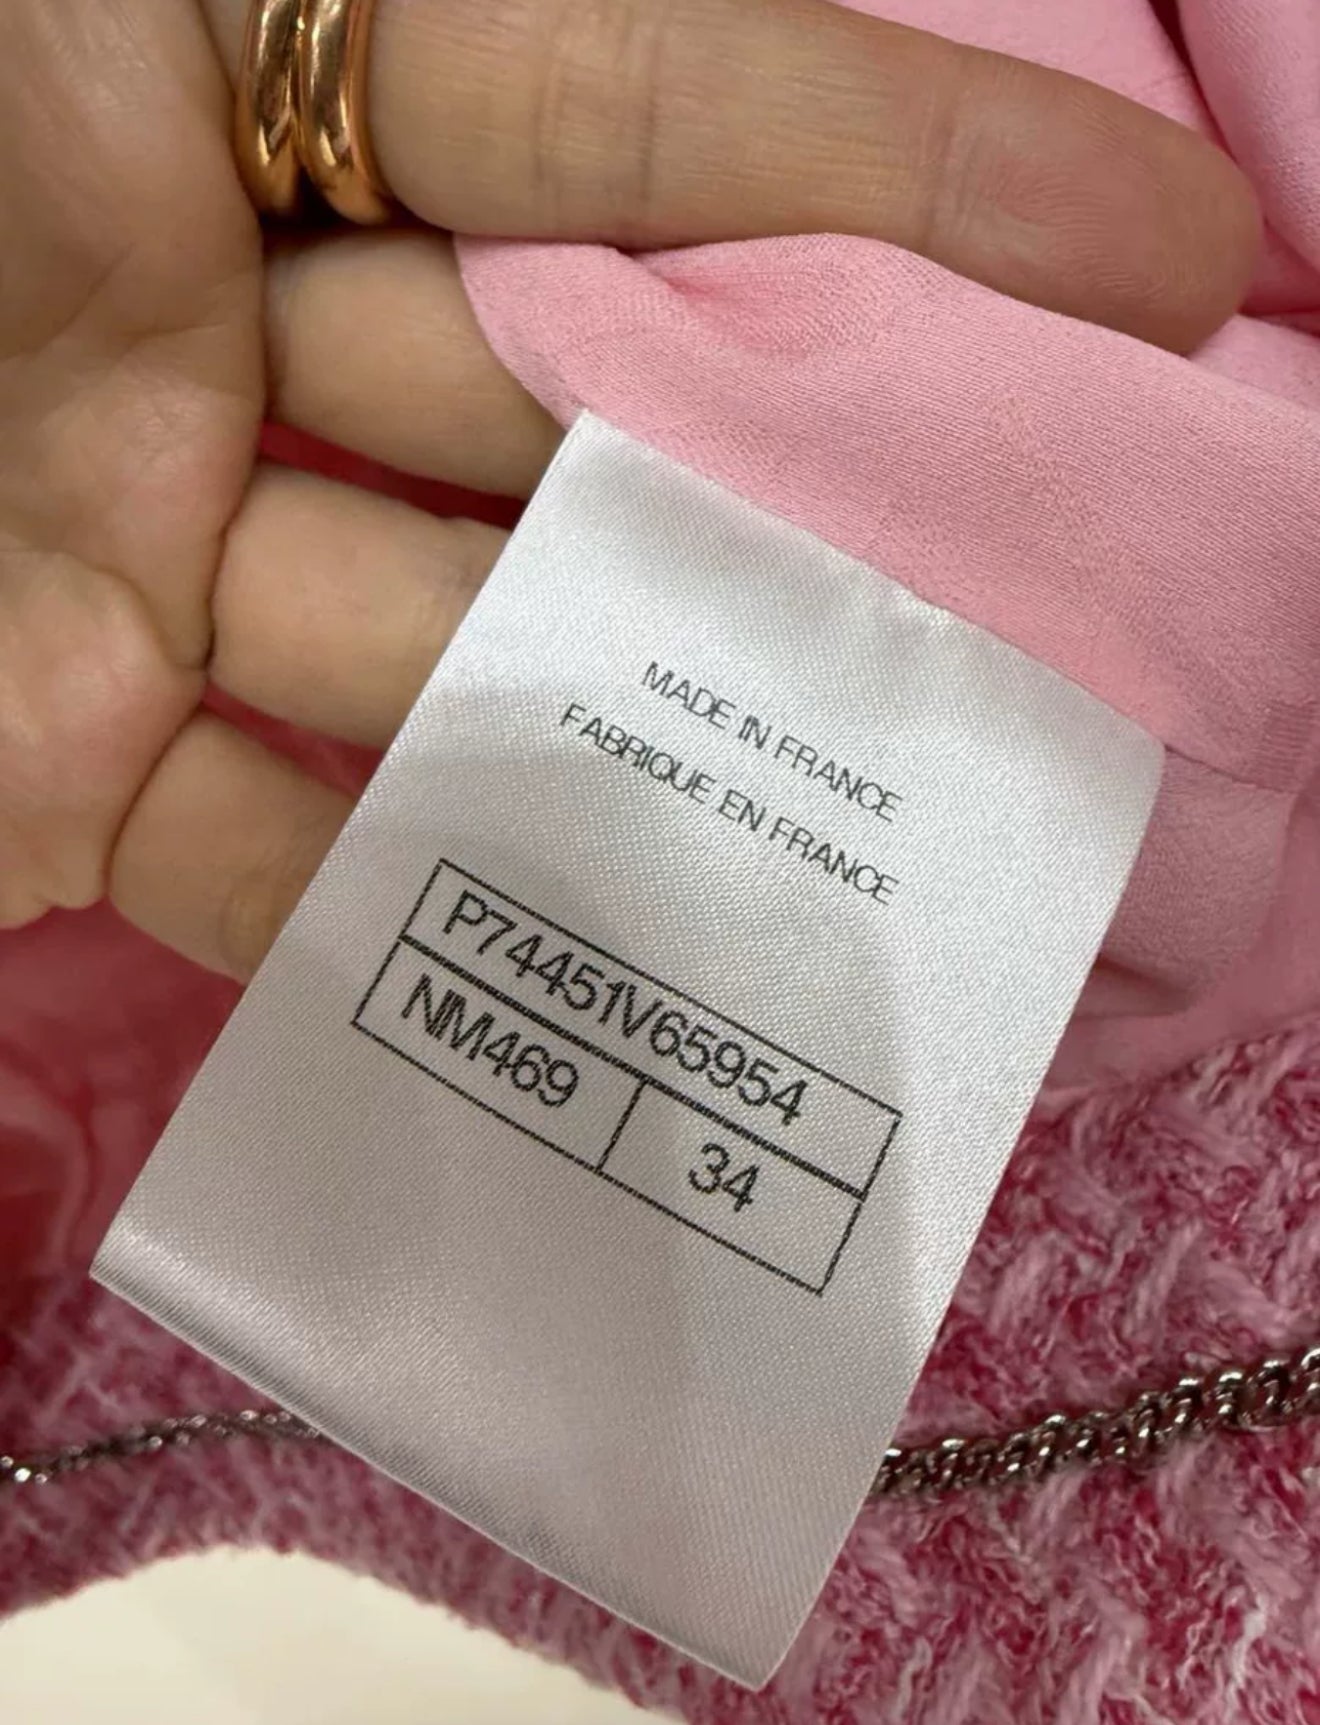 MADE IN FRANCE
FABRIQUE EN FRANCE
P74451V65954
NM469 34